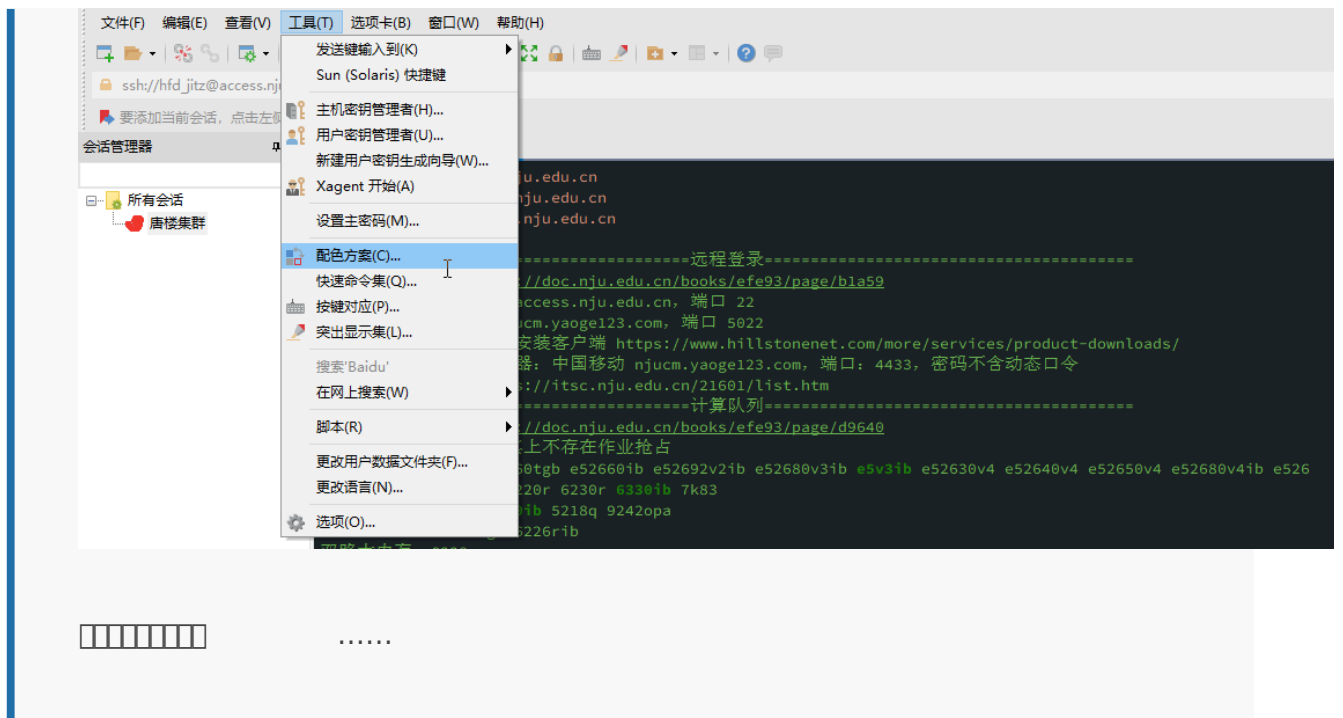 文件(F) 编辑(E) 查看(V) 工具(T) 选项卡(B) 窗口(W) 帮助(H)
ssh://hfd_jitz@access.nj
要添加当前会话，点击左
会话管理器
所有会话
唐楼集群
发送键输入到(K)
Sun (Solaris) 快捷键
主机密钥管理者(H)...
用户密钥管理者(U)...
新建用户密钥生成向导(W)...
Xagent 开始(A)
设置主密码(M)...
配色方案(C)...
快速命令集(Q)...
按键对应(P)...
突出显示集(L)...
搜索'Baidu'
在网上搜索(W)
脚本(R)
更改用户数据文件夹(F)...
更改语言(N)...
选项(O)...
ju.edu.cn
nju.edu.cn
.nju.edu.cn
===================远程登录======================================
://doc.nju.edu.cn/books/efe93/page/b1a59
access.nju.edu.cn, 端口 22
ucm.yaoge123.com, 端口 5022
安装客户端 https://www.hillstonenet.com/more/services/product-downloads/
器: 中国移动 njucm.yaoge123.com, 端口: 4433, 密码不含动态口令
s://itsc.nju.edu.cn/21601/list.htm
===================计算队列======================================
://doc.nju.edu.cn/books/efe93/page/d9640
上不存在作业抢占
60tgb e52660ib e52692v2ib e52680v3ib e5v3ib e52630v4 e52640v4 e52650v4 e52680v4ib e526
220r 6230r 6330ib 7k83
ib 5218q 9242opa
6226rib
......